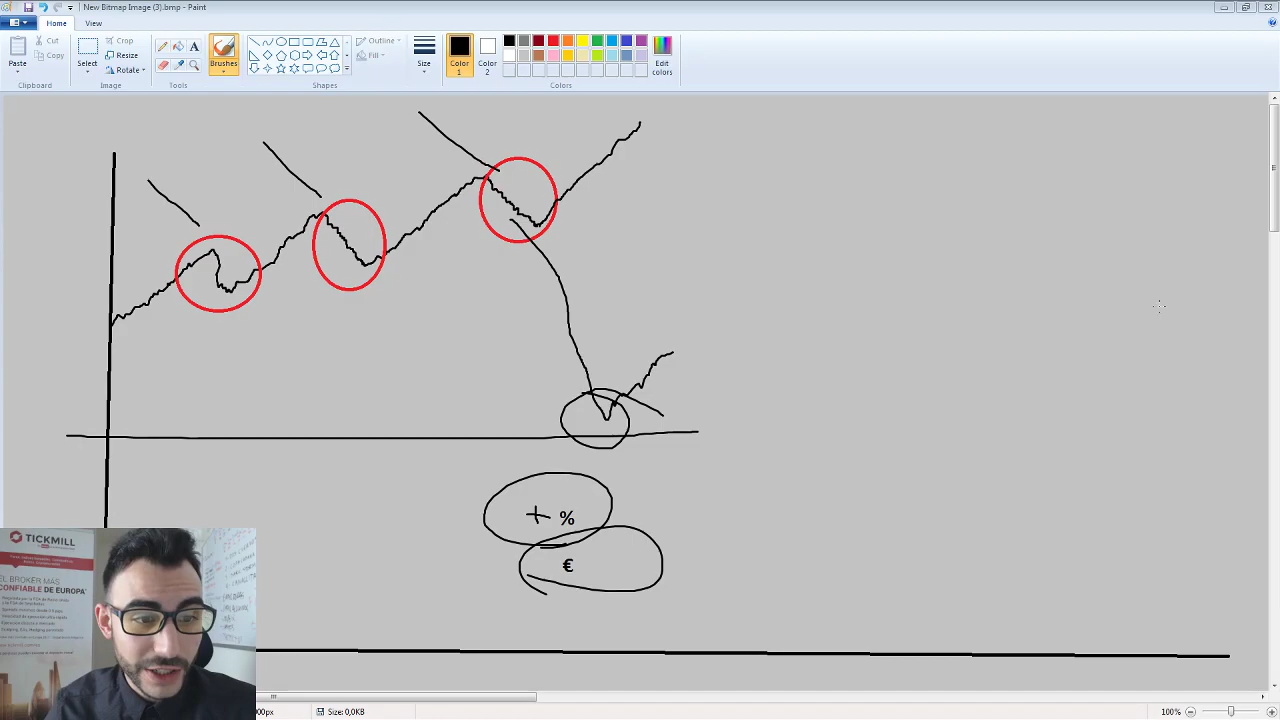 New Bitmap Image (3).bmp - Paint
Home View
Paste
Cut
Copy
Clipboard
Select
Crop
Resize
Rotate
Image
A
Tools
Brushes
Outline
Fill
Shapes
Size
Color 1
Color 2
Edit colors
Colors
+ %
€
TICKMILL
EL BROKER MÁS
CONFIABLE DE EUROPA
Size: 0,0KB
100%